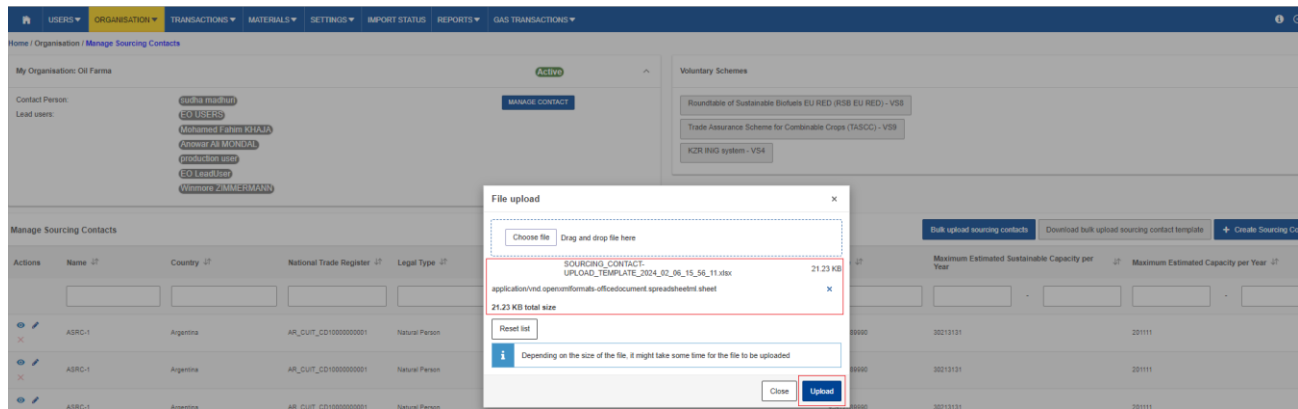 USERS ORGANISATION TRANSACTIONS MATERIALS SETTINGS IMPORT STATUS REPORTS GAS TRANSACTIONS
Home / Organisation / Manage Sourcing Contacts
My Organisation: Oil Farma Active
Voluntary Schemes
Contact Person: sudha madhuri MANAGE CONTACT
Lead users: EO USERS
Mohamed Fahim KHAJA
Anowar Ali MONDAL
production user
EO LeadUser
Winmore ZIMMERMANN
Roundtable of Sustainable Biofuels EU RED (RSB EU RED) - VS8
Trade Assurance Scheme for Combinable Crops (TASCC) - VS9
KZR INiG system - VS4
File upload ×
Choose file Drag and drop file here
SOURCING_CONTACT-
UPLOAD_TEMPLATE_2024_02_06_15_56_11.xlsx 21.23 KB
application/vnd.openxmlformats-officedocument.spreadsheetml.sheet ×
21.23 KB total size
Reset list
i Depending on the size of the file, it might take some time for the file to be uploaded
Close Upload
Manage Sourcing Contacts
Bulk upload sourcing contacts Download bulk upload sourcing contact template + Create Sourcing Co
Actions Name Country National Trade Register Legal Type Maximum Estimated Sustainable Capacity per Year Maximum Estimated Capacity per Year
- -
ASRC-1 Argentina AR_CUIT_CD10000000001 Natural Person 30213131 201111
ASRC-1 Argentina AR_CUIT_CD10000000001 Natural Person 30213131 201111
ASRC-1 Argentina AR_CUIT_CD10000000001 Natural Person 30213131 201111